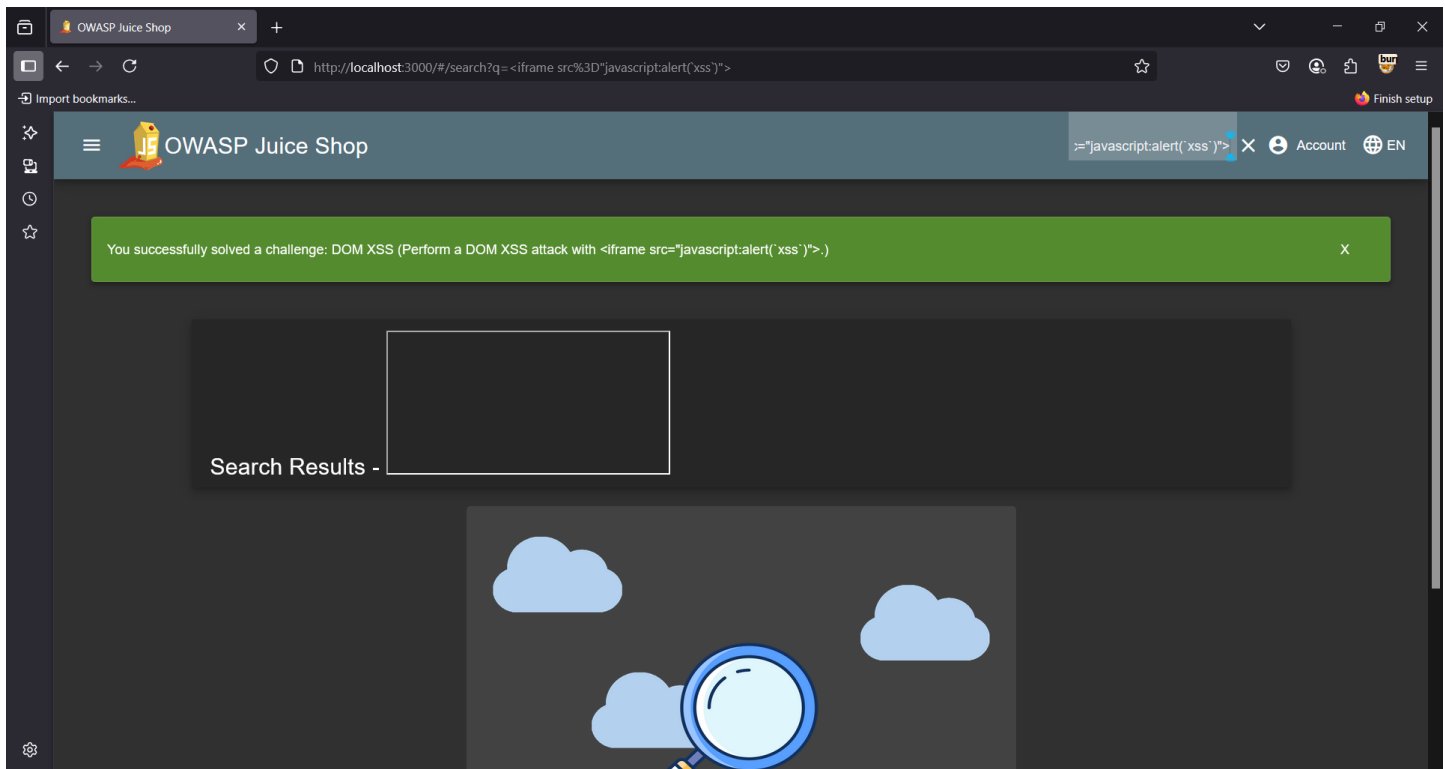 OWASP Juice Shop
http://localhost:3000/#/search?q=<iframe src%3D"javascript:alert(`xss`)">
Import bookmarks...
bur
Finish setup
JS
OWASP Juice Shop
="javascript:alert(`xss`)">
Account
EN
You successfully solved a challenge: DOM XSS (Perform a DOM XSS attack with <iframe src="javascript:alert(`xss`)">.)
X
Search Results -